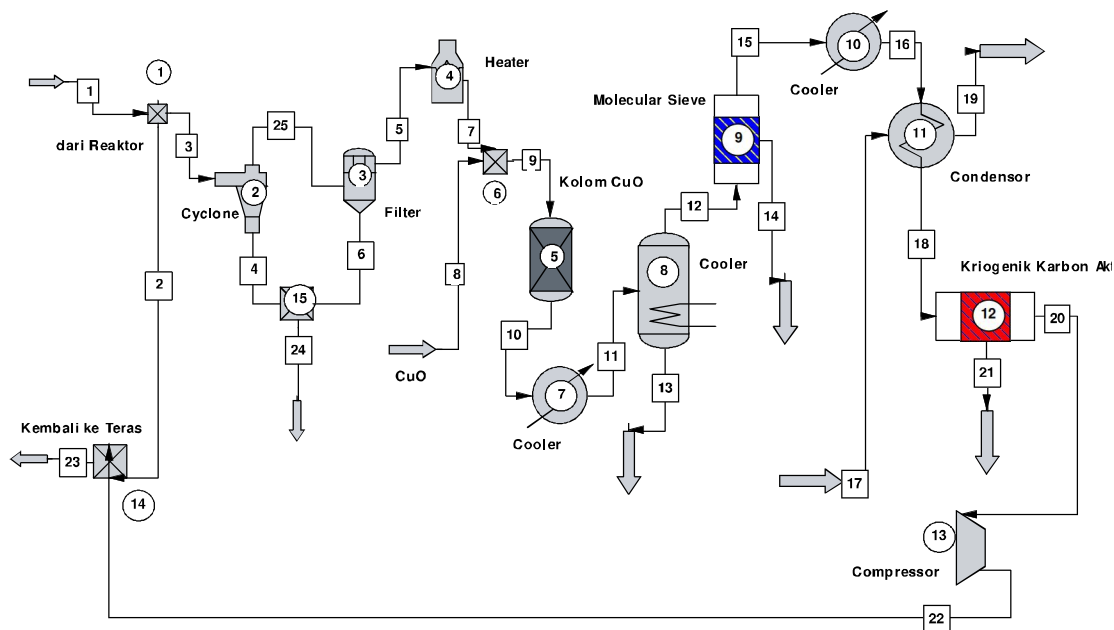 15
10
16
Cooler
19
1
1
4
Heater
Molecular Sieve
dari Reaktor
3
25
5
7
9
11
Condensor
6
9
Kolom CuO
2
Cyclone
3
Filter
12
14
8
Cooler
18
Kriogenik Karbon Akt
4
6
2
15
8
5
10
11
12
20
24
CuO
7
13
21
Cooler
Kembali ke Teras
23
14
17
13
Compressor
22